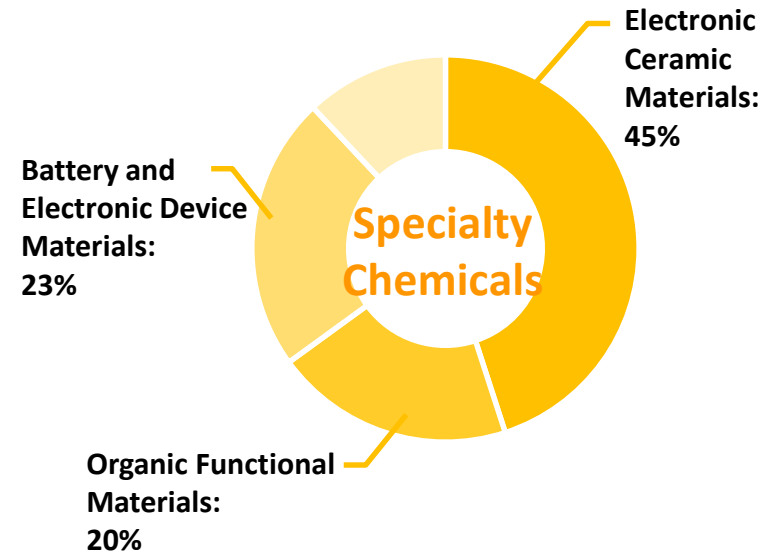 Electronic
Ceramic
Materials:
45%
Battery and
Electronic Device
Materials:
23%
Specialty
Chemicals
Organic Functional
Materials:
20%